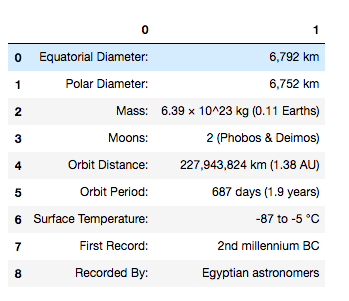 0 1
0 Equatorial Diameter: 6,792 km
1 Polar Diameter: 6,752 km
2 Mass: 6.39 × 10^23 kg (0.11 Earths)
3 Moons: 2 (Phobos & Deimos)
4 Orbit Distance: 227,943,824 km (1.38 AU)
5 Orbit Period: 687 days (1.9 years)
6 Surface Temperature: -87 to -5 °C
7 First Record: 2nd millennium BC
8 Recorded By: Egyptian astronomers